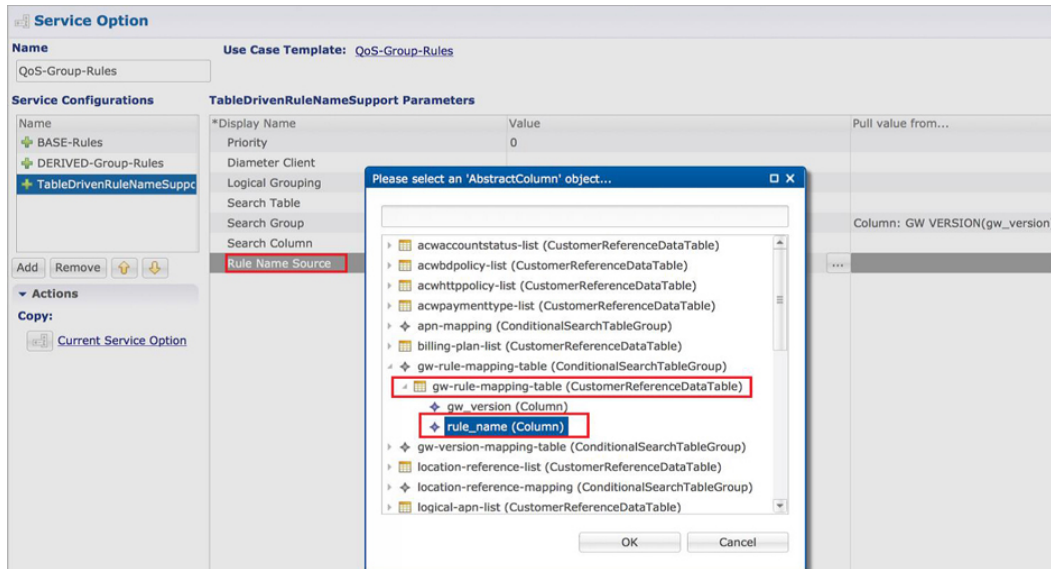 Service Option
Name
Use Case Template: QoS-Group-Rules
QoS-Group-Rules
Service Configurations
TableDrivenRuleNameSupport Parameters
Name
*Display Name Value Pull value from...
BASE-Rules
Priority 0
DERIVED-Group-Rules
Diameter Client
TableDrivenRuleNameSuppo
Logical Grouping
Search Table
Search Group Column: GW VERSION(gw_version
Search Column
Rule Name Source ...
Add Remove
Actions
Copy:
Current Service Option
Please select an 'AbstractColumn' object...
acwaccountstatus-list (CustomerReferenceDataTable)
acwbdpolicy-list (CustomerReferenceDataTable)
acwhttppolicy-list (CustomerReferenceDataTable)
acwpaymenttype-list (CustomerReferenceDataTable)
apn-mapping (ConditionalSearchTableGroup)
billing-plan-list (CustomerReferenceDataTable)
gw-rule-mapping-table (ConditionalSearchTableGroup)
gw-rule-mapping-table (CustomerReferenceDataTable)
gw_version (Column)
rule_name (Column)
gw-version-mapping-table (ConditionalSearchTableGroup)
location-reference-list (CustomerReferenceDataTable)
location-reference-mapping (ConditionalSearchTableGroup)
logical-apn-list (CustomerReferenceDataTable)
OK Cancel